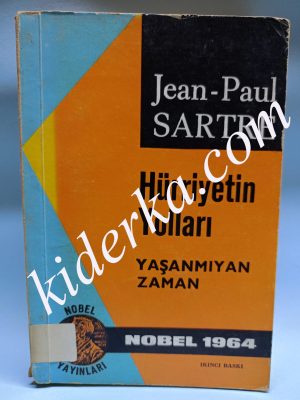 Jean-Paul
SARTRE
Hürriyetin
Yolları
YAŞANMIYAN
ZAMAN
NOBEL
YAYINLARI
NOBEL 1964
İKİNCİ BASKI
kiderka.com